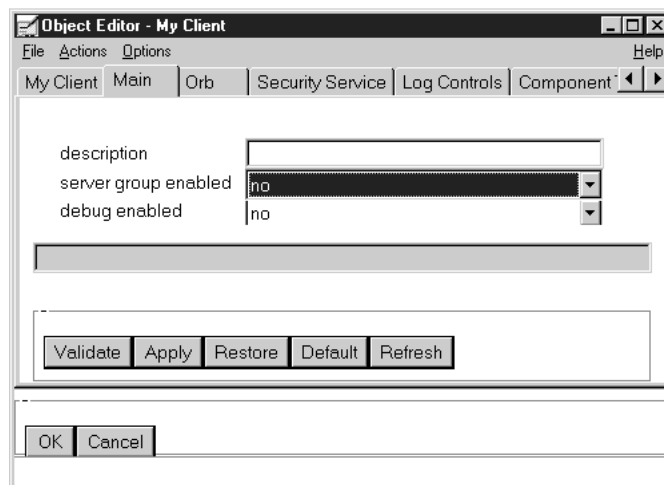 Object Editor - My Client
File Actions Options Help
My Client Main Orb Security Service Log Controls Component
description
server group enabled no
debug enabled no
Validate Apply Restore Default Refresh
OK Cancel